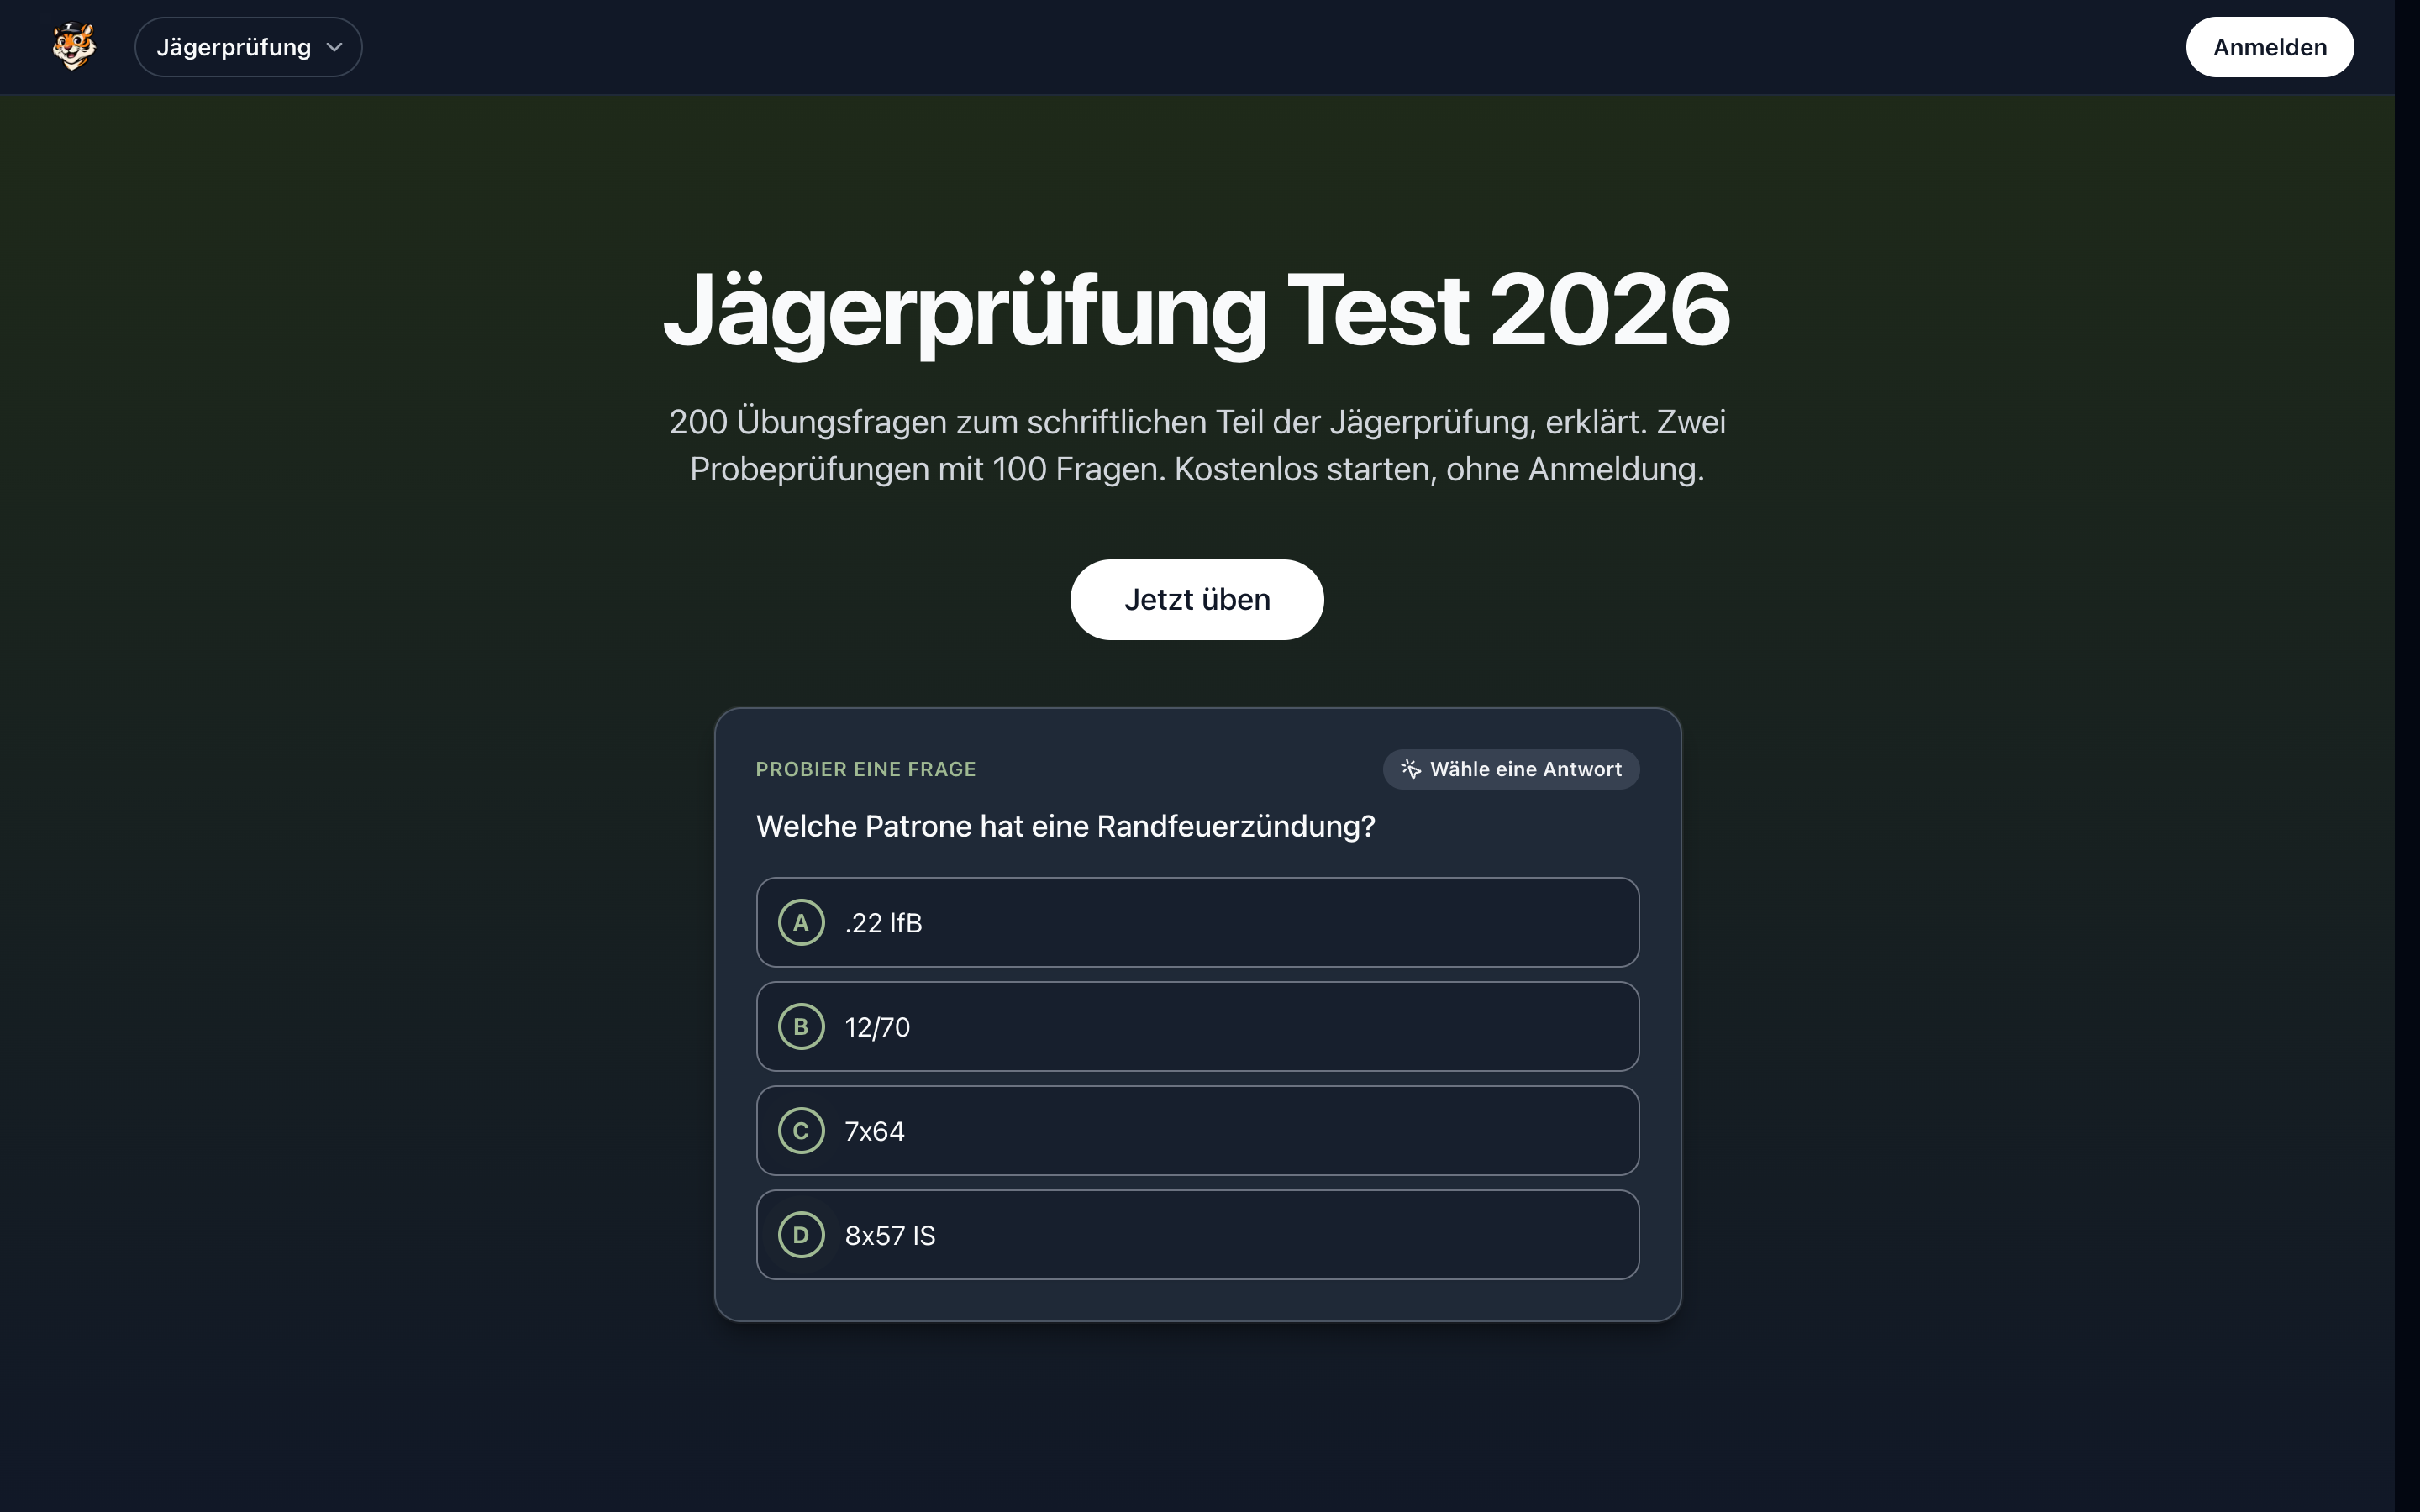 Jägerprüfung
Anmelden
Jägerprüfung Test 2026
200 Übungsfragen zum schriftlichen Teil der Jägerprüfung, erklärt. Zwei
Probeprüfungen mit 100 Fragen. Kostenlos starten, ohne Anmeldung.
Jetzt üben
PROBIER EINE FRAGE
Wähle eine Antwort
Welche Patrone hat eine Randfeuerzündung?
A .22 lfB
B 12/70
C 7x64
D 8x57 IS